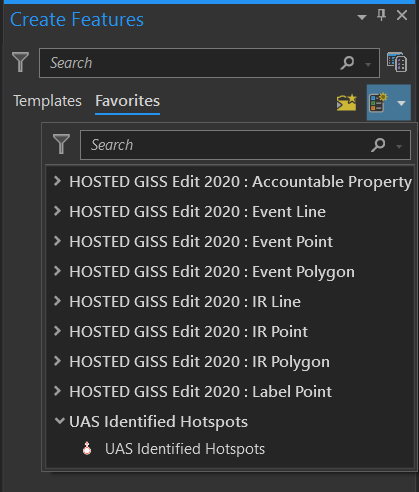 Create Features
Search
Templates Favorites
Search
HOSTED GISS Edit 2020 : Accountable Property
HOSTED GISS Edit 2020 : Event Line
HOSTED GISS Edit 2020 : Event Point
HOSTED GISS Edit 2020 : Event Polygon
HOSTED GISS Edit 2020 : IR Line
HOSTED GISS Edit 2020 : IR Point
HOSTED GISS Edit 2020 : IR Polygon
HOSTED GISS Edit 2020 : Label Point
UAS Identified Hotspots
UAS Identified Hotspots